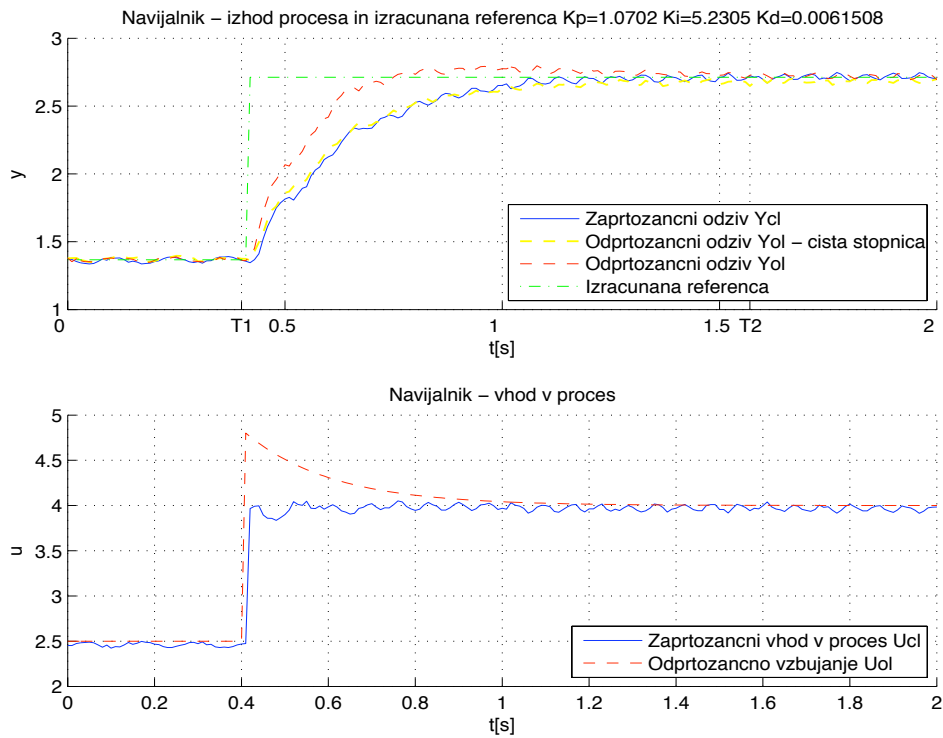 Navijalnik – izhod procesa in izracunana referenca Kp=1.0702 Ki=5.2305 Kd=0.0061508
3
2.5
2
1.5
1
y
Zaprtozancni odziv Ycl
Odprtozancni odziv Yol – cista stopnica
Odprtozancni odziv Yol
Izracunana referenca
0 T1 0.5 1 1.5 T2 2
t[s]
Navijalnik – vhod v proces
5
4.5
4
3.5
3
2.5
2
u
Zaprtozancni vhod v proces Ucl
Odprtozancno vzbujanje Uol
0 0.2 0.4 0.6 0.8 1 1.2 1.4 1.6 1.8 2
t[s]